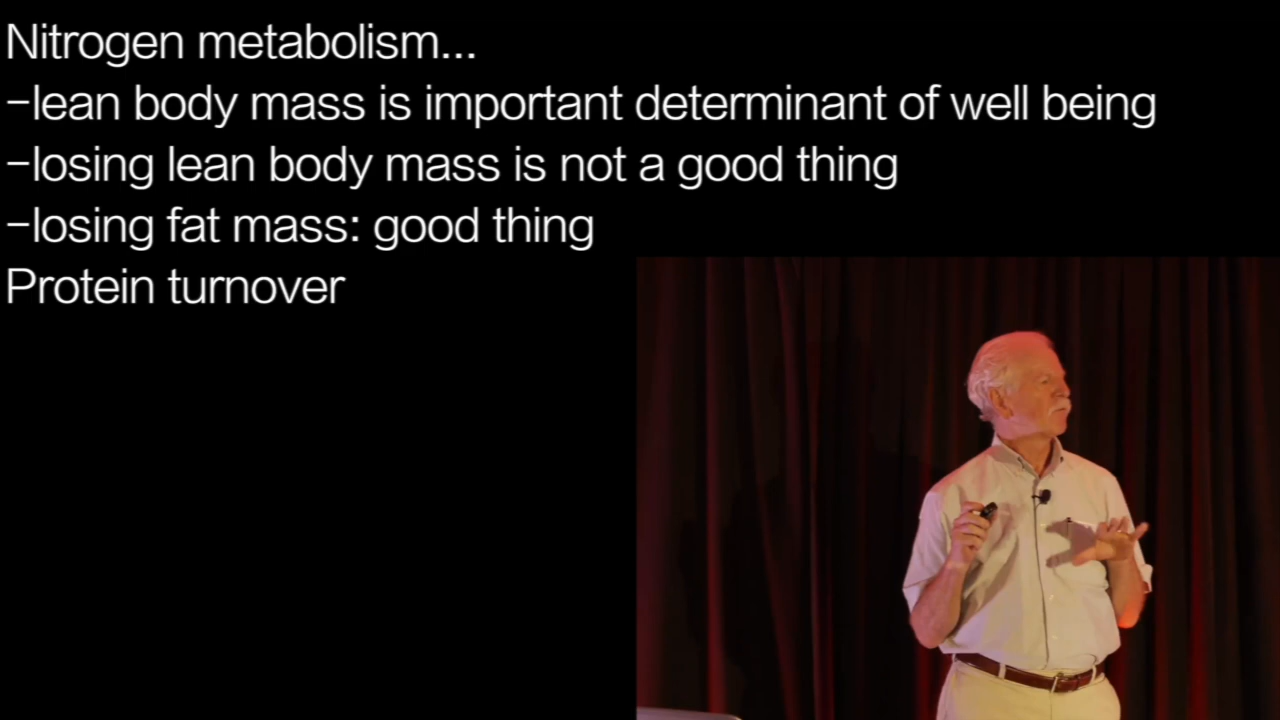 Nitrogen metabolism...
–lean body mass is important determinant of well being
–losing lean body mass is not a good thing
–losing fat mass: good thing
Protein turnover